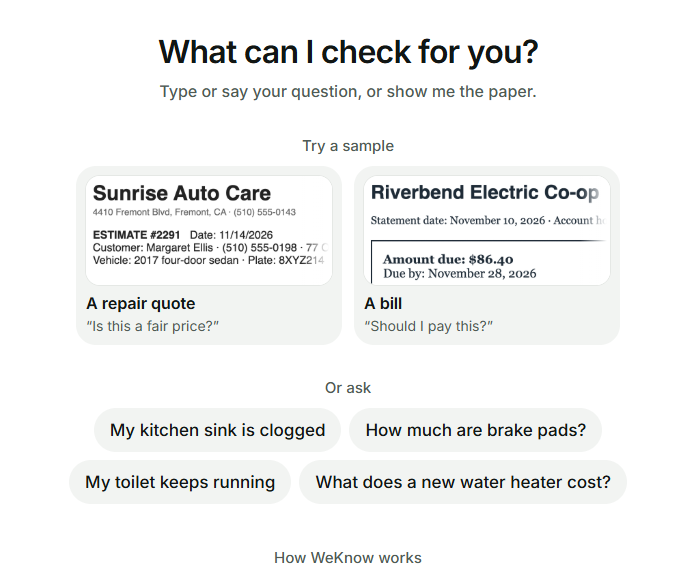 What can I check for you?
Type or say your question, or show me the paper.
Try a sample
Sunrise Auto Care
4410 Fremont Blvd, Fremont, CA · (510) 555-0143
ESTIMATE #2291 Date: 11/14/2026
Customer: Margaret Ellis · (510) 555-0198 · 77
Vehicle: 2017 four-door sedan · Plate: 8XYZ214
A repair quote
“Is this a fair price?”
Riverbend Electric Co-op
Statement date: November 10, 2026 · Account
Amount due: $86.40
Due by: November 28, 2026
A bill
“Should I pay this?”
Or ask
My kitchen sink is clogged
How much are brake pads?
My toilet keeps running
What does a new water heater cost?
How WeKnow works